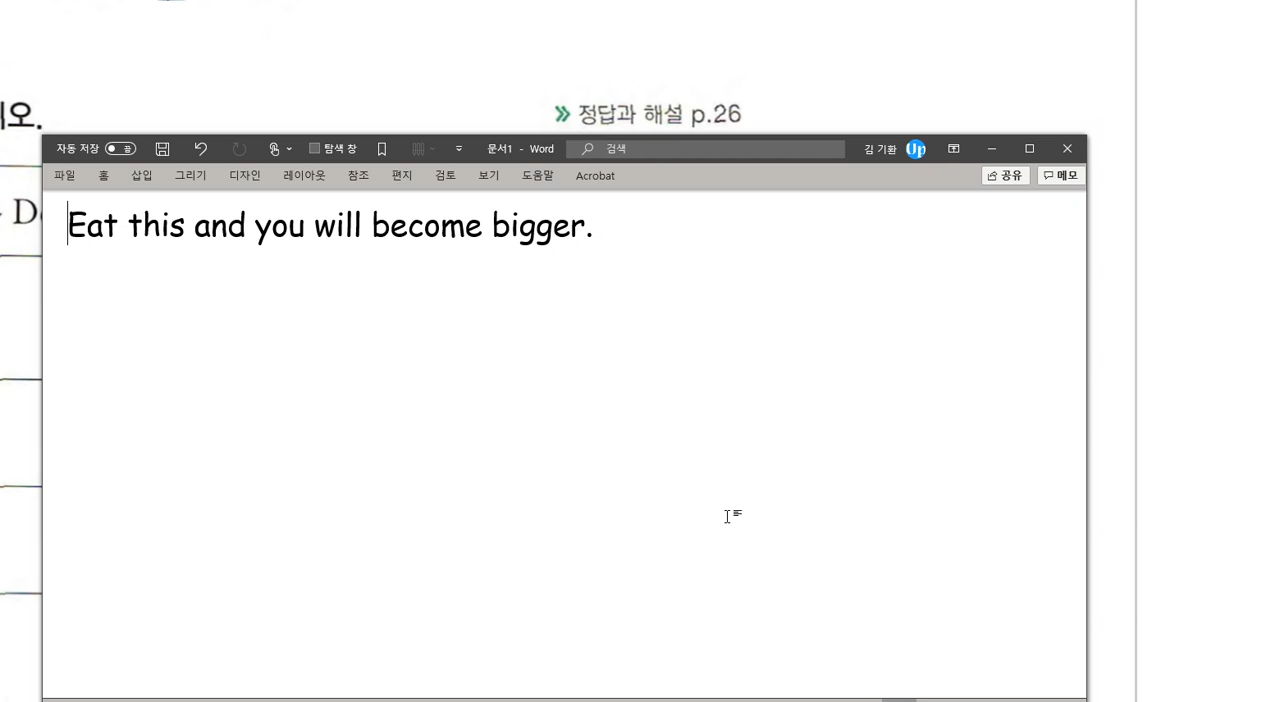 시오.
정답과 해설 p.26
자동 저장 끔 탐색 창 문서1 - Word 검색 김 기환 Up
파일 홈 삽입 그리기 디자인 레이아웃 참조 편지 검토 보기 도움말 Acrobat 공유 메모
D
Eat this and you will become bigger.